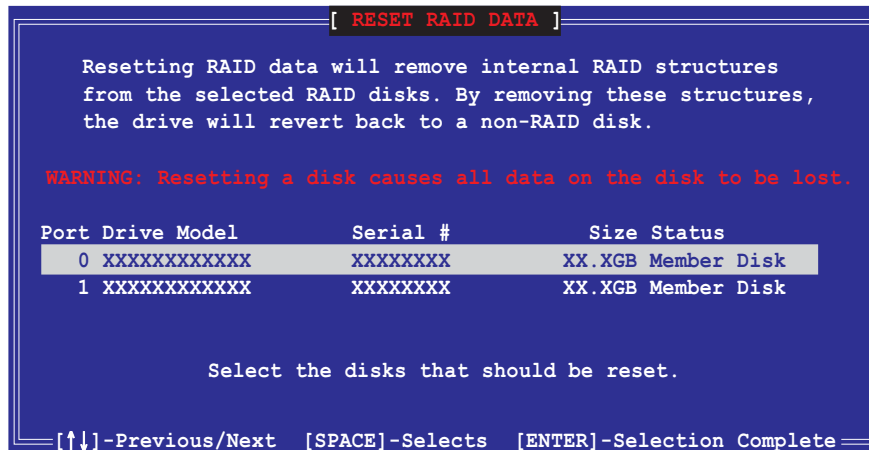 [ RESET RAID DATA ]
Resetting RAID data will remove internal RAID structures
from the selected RAID disks. By removing these structures,
the drive will revert back to a non-RAID disk.
WARNING: Resetting a disk causes all data on the disk to be lost.
Port Drive Model Serial # Size Status
0 XXXXXXXXXXXX XXXXXXXX XX.XGB Member Disk
1 XXXXXXXXXXXX XXXXXXXX XX.XGB Member Disk
Select the disks that should be reset.
[↑↓]-Previous/Next [SPACE]-Selects [ENTER]-Selection Complete